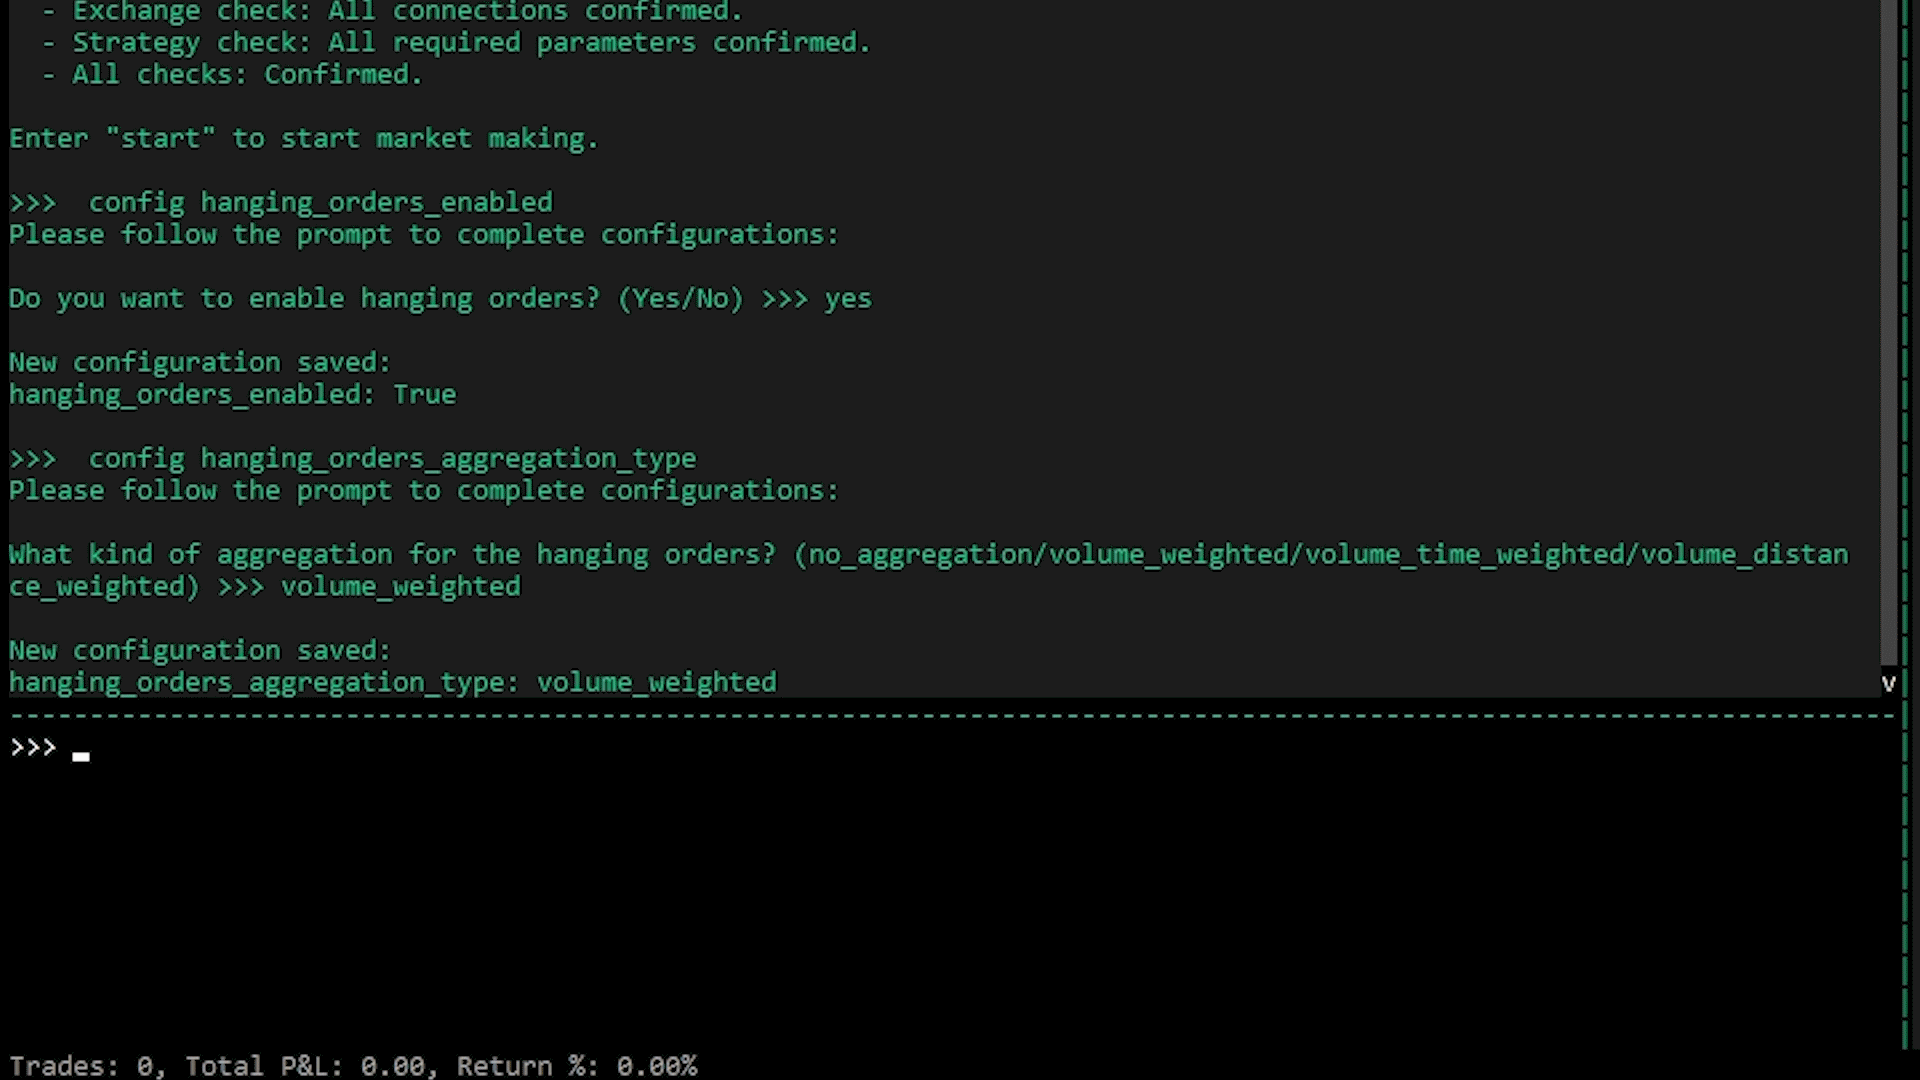 - Exchange check: All connections confirmed.
- Strategy check: All required parameters confirmed.
- All checks: Confirmed.
Enter "start" to start market making.
>>>  config hanging_orders_enabled
Please follow the prompt to complete configurations:
Do you want to enable hanging orders? (Yes/No) >>> yes
New configuration saved:
hanging_orders_enabled: True
>>>  config hanging_orders_aggregation_type
Please follow the prompt to complete configurations:
What kind of aggregation for the hanging orders? (no_aggregation/volume_weighted/volume_time_weighted/volume_distan
ce_weighted) >>> volume_weighted
New configuration saved:
hanging_orders_aggregation_type: volume_weighted
v
>>>
Trades: 0, Total P&L: 0.00, Return %: 0.00%